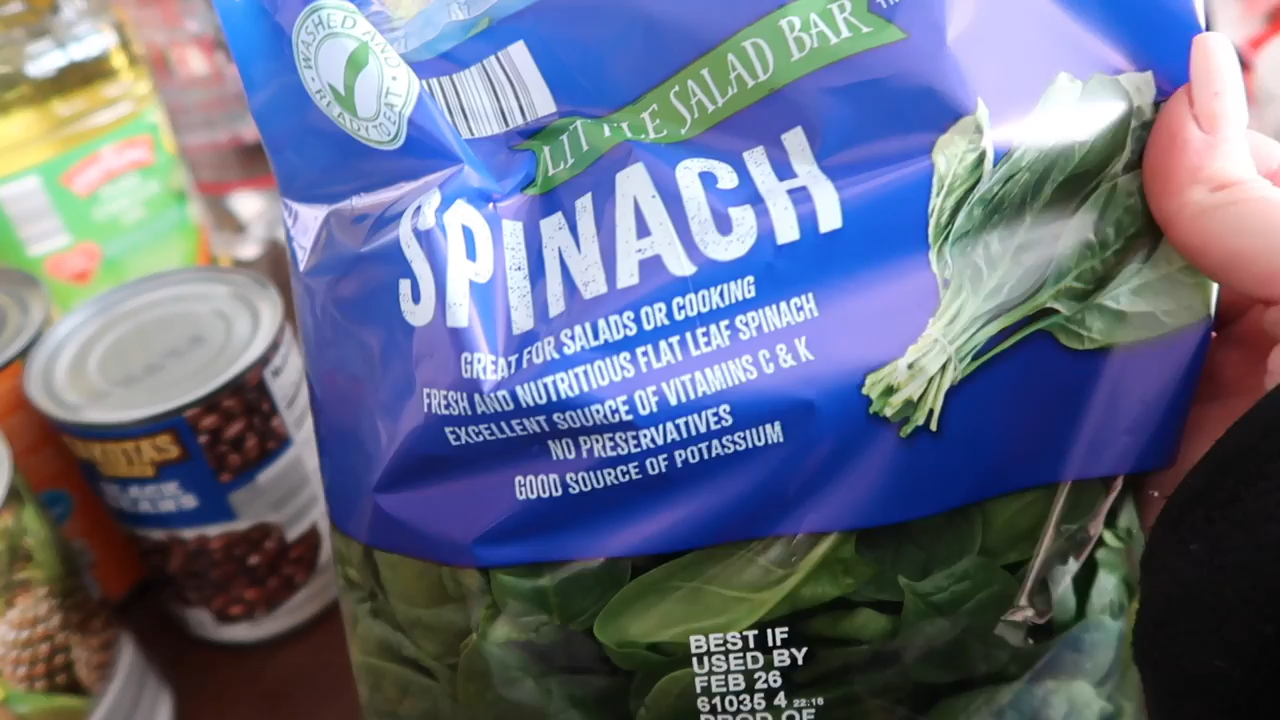 WASHED AND
READY TO EAT
LITTLE SALAD BAR
SPINACH
GREAT FOR SALADS OR COOKING
FRESH AND NUTRITIOUS FLAT LEAF SPINACH
EXCELLENT SOURCE OF VITAMINS C & K
NO PRESERVATIVES
GOOD SOURCE OF POTASSIUM
BLACK
BEANS
BEST IF
USED BY
FEB 26
61035 4 22:16
PROD OF